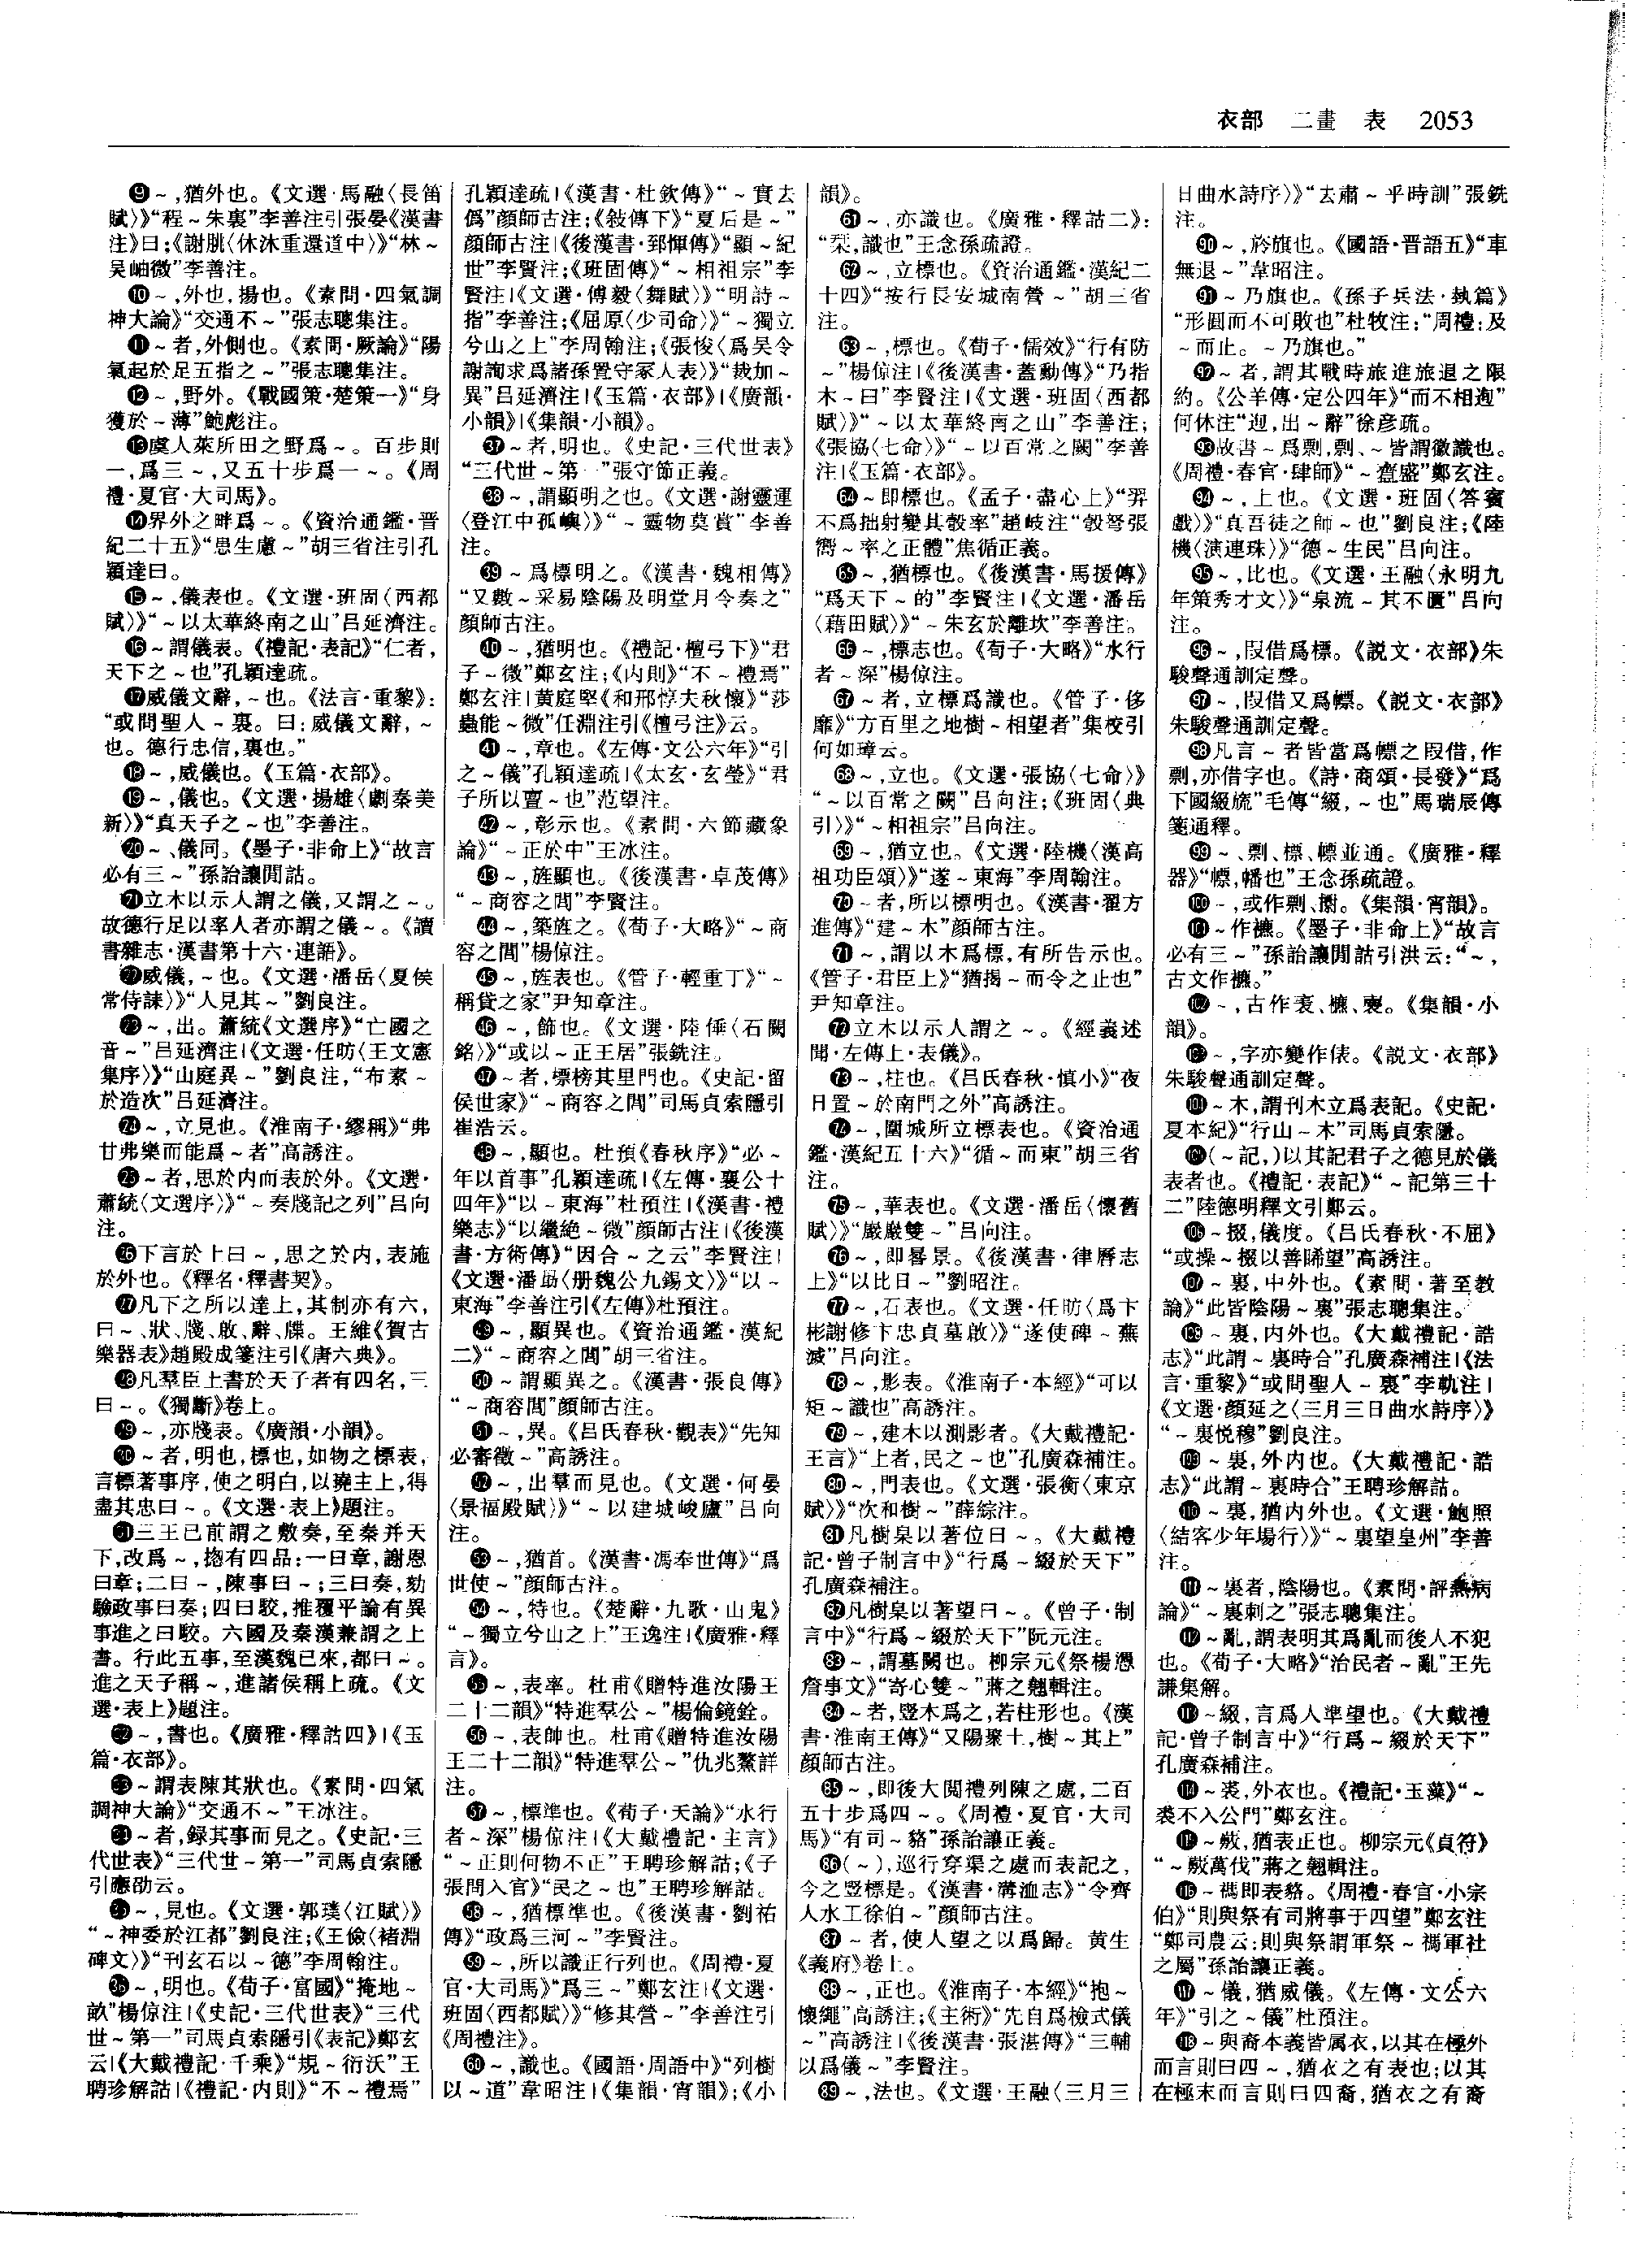 衣部 二畫 表 2053
❾～,猶外也。《文選·馬融〈長笛
賦〉》“程～朱裏”李善注引張晏《漢書
注》曰;《謝朓〈休沐重還道中〉》“林～
吴岫微”李善注。
❿～,外也,揚也。《素問·四氣調
神大論》“交通不～”張志聰集注。
⓫～者,外側也。《素問·厥論》“陽
氣起於足五指之～”張志聰集注。
⓬～,野外。《戰國策·楚策一》“身
獲於～薄”鮑彪注。
⓭虞人萊所田之野爲～。百步則
一,爲三～,又五十步爲一～。《周
禮·夏官·大司馬》。
⓮界外之畔爲～。《資治通鑑·晋
紀二十五》“思生慮～”胡三省注引孔
穎達曰。
⓯～,儀表也。《文選·班固〈西都
賦〉》“～以太華終南之山”吕延濟注。
⓰～謂儀表。《禮記·表記》“仁者,
天下之～也”孔穎達疏。
⓱威儀文辭,～也。《法言·重黎》:
“或問聖人～裏。曰:威儀文辭,～
也。德行忠信,裏也。”
⓲～,威儀也。《玉篇·衣部》。
⓳～,儀也。《文選·揚雄〈劇秦美
新〉》“真天子之～也”李善注。
⓴～、儀同。《墨子·非命上》“故言
必有三～”孫詒讓閒詁。
㉑立木以示人謂之儀,又謂之～。
故德行足以率人者亦謂之儀～。《讀
書雜志·漢書第十六·連語》。
㉒威儀,～也。《文選·潘岳〈夏侯
常侍誄〉》“人見其～”劉良注。
㉓～,出。蕭統《文選序》“亡國之
音～”吕延濟注|《文選·任昉〈王文憲
集序〉》“山庭異～”劉良注,“布素～
於造次”吕延濟注。
㉔～,立見也。《淮南子·繆稱》“弗
甘弗樂而能爲～者”高誘注。
㉕～者,思於内而表於外。《文選·
蕭統〈文選序〉》“～奏牋記之列”吕向
注。
㉖下言於上曰～,思之於内,表施
於外也。《釋名·釋書契》。
㉗凡下之所以達上,其制亦有六,
曰～、狀、牋、啟、辭、牒。王維《賀古
樂器表》趙殿成箋注引《唐六典》。
㉘凡羣臣上書於天子者有四名,三
曰～。《獨斷》卷上。
㉙～,亦牋表。《廣韻·小韻》。
㉚～者,明也,標也,如物之標表,
言標著事序,使之明白,以曉主上,得
盡其忠曰～。《文選·表上》題注。
㉛三王已前謂之敷奏,至秦并天
下,改爲～,揔有四品:一曰章,謝恩
曰章;二曰～,陳事曰～;三曰奏,劾
驗政事曰奏;四曰駮,推覆平論有異
事進之曰駮。六國及秦漢兼謂之上
書。行此五事,至漢魏已來,都曰～。
進之天子稱～,進諸侯稱上疏。《文
選·表上》題注。
㉜～,書也。《廣雅·釋詁四》|《玉
篇·衣部》。
㉝～謂表陳其狀也。《素問·四氣
調神大論》“交通不～”王冰注。
㉞～者,録其事而見之。《史記·三
代世表》“三代世～第一”司馬貞索隱
引應劭云。
㉟～,見也。《文選·郭璞〈江賦〉》
“～神委於江都”劉良注;《王儉〈褚淵
碑文〉》“刊玄石以～德”李周翰注。
㊱～,明也。《荀子·富國》“掩地～
畝”楊倞注|《史記·三代世表》“三代
世～第一”司馬貞索隱引《表記》鄭玄
云|《大戴禮記·千乘》“規～衍沃”王
聘珍解詁|《禮記·内則》“不～禮焉”
孔穎達疏|《漢書·杜欽傳》“～實去
僞”顔師古注;《敍傳下》“夏后是～”
顔師古注|《後漢書·郅惲傳》“顯～紀
世”李賢注;《班固傳》“～相祖宗”李
賢注|《文選·傅毅〈舞賦〉》“明詩～
指”李善注;《屈原〈少司命〉》“～獨立
兮山之上”李周翰注;《張悛〈爲吴令
謝詢求爲諸孫置守冢人表〉》“裁加～
異”吕延濟注|《玉篇·衣部》|《廣韻·
小韻》|《集韻·小韻》。
㊲～者,明也。《史記·三代世表》
“三代世～第一”張守節正義。
㊳～,謂顯明之也。《文選·謝靈運
〈登江中孤嶼〉》“～靈物莫賞”李善
注。
㊴～爲標明之。《漢書·魏相傳》
“又數～采易陰陽及明堂月令奏之”
顔師古注。
㊵～,猶明也。《禮記·檀弓下》“君
子～微”鄭玄注;《内則》“不～禮焉”
鄭玄注|黄庭堅《和邢惇夫秋懷》“莎
蟲能～微”任淵注引《檀弓注》云。
㊶～,章也。《左傳·文公六年》“引
之～儀”孔穎達疏|《太玄·玄瑩》“君
子所以亶～也”范望注。
㊷～,彰示也。《素問·六節藏象
論》“～正於中”王冰注。
㊸～,旌顯也。《後漢書·卓茂傳》
“～商容之閭”李賢注。
㊹～,築旌之。《荀子·大略》“～商
容之閭”楊倞注。
㊺～,旌表也。《管子·輕重丁》“～
稱貸之家”尹知章注。
㊻～,飾也。《文選·陸倕〈石闕
銘〉》“或以～正王居”張銑注。
㊼～者,標榜其里門也。《史記·留
侯世家》“～商容之閭”司馬貞索隱引
崔浩云。
㊽～,顯也。杜預《春秋序》“必～
年以首事”孔穎達疏|《左傳·襄公十
四年》“以～東海”杜預注|《漢書·禮
樂志》“以繼絶～微”顔師古注|《後漢
書·方術傳》“因合～之云”李賢注|
《文選·潘勗〈册魏公九錫文〉》“以～
東海”李善注引《左傳》杜預注。
㊾～,顯異也。《資治通鑑·漢紀
二》“～商容之閭”胡三省注。
㊿～謂顯異之。《漢書·張良傳》
“～商容閭”顔師古注。
51～,異。《吕氏春秋·觀表》“先知
必審徵～”高誘注。
52～,出羣而見也。《文選·何晏
〈景福殿賦〉》“～以建城峻廬”吕向
注。
53～,猶首。《漢書·馮奉世傳》“爲
世使～”顔師古注。
54～,特也。《楚辭·九歌·山鬼》
“～獨立兮山之上”王逸注|《廣雅·釋
言》。
55～,表率。杜甫《贈特進汝陽王
二十二韻》“特進羣公～”楊倫鏡銓。
56～,表帥也。杜甫《贈特進汝陽
王二十二韻》“特進羣公～”仇兆鰲詳
注。
57～,標準也。《荀子·天論》“水行
者～深”楊倞注|《大戴禮記·主言》
“～正則何物不正”王聘珍解詁;《子
張問入官》“民之～也”王聘珍解詁。
58～,猶標準也。《後漢書·劉祐
傳》“政爲三河～”李賢注。
59～,所以識正行列也。《周禮·夏
官·大司馬》“爲三～”鄭玄注|《文選·
班固〈西都賦〉》“修其營～”李善注引
《周禮注》。
60～,識也。《國語·周語中》“列樹
以～道”韋昭注|《集韻·宵韻》;《小
韻》。
61～,亦識也。《廣雅·釋詁二》:
“栞,識也”王念孫疏證。
62～,立標也。《資治通鑑·漢紀二
十四》“按行長安城南營～”胡三省
注。
63～,標也。《荀子·儒效》“行有防
～”楊倞注|《後漢書·蓋勳傳》“乃指
木～曰”李賢注|《文選·班固〈西都
賦〉》“～以太華終南之山”李善注;
《張協〈七命〉》“～以百常之闕”李善
注|《玉篇·衣部》。
64～即標也。《孟子·盡心上》“羿
不爲拙射變其彀率”趙岐注“彀弩張
嚮～率之正體”焦循正義。
65～,猶標也。《後漢書·馬援傳》
“爲天下～的”李賢注|《文選·潘岳
〈藉田賦〉》“～朱玄於離坎”李善注。
66～,標志也。《荀子·大略》“水行
者～深”楊倞注。
67～者,立標爲識也。《管子·侈
靡》“方百里之地樹～相望者”集校引
何如璋云。
68～,立也。《文選·張協〈七命〉》
“～以百常之闕”吕向注;《班固〈典
引〉》“～相祖宗”吕向注。
69～,猶立也。《文選·陸機〈漢高
祖功臣頌〉》“遂～東海”李周翰注。
70～者,所以標明也。《漢書·翟方
進傳》“建～木”顔師古注。
71～,謂以木爲標,有所告示也。
《管子·君臣上》“猶揭～而令之止也”
尹知章注。
72立木以示人謂之～。《經義述
聞·左傳上·表儀》。
73～,柱也。《吕氏春秋·慎小》“夜
日置～於南門之外”高誘注。
74～,圍城所立標表也。《資治通
鑑·漢紀五十六》“循～而東”胡三省
注。
75～,華表也。《文選·潘岳〈懷舊
賦〉》“嚴嚴雙～”吕向注。
76～,即晷景。《後漢書·律曆志
上》“以比日～”劉昭注。
77～,石表也。《文選·任昉〈爲卞
彬謝修卞忠貞墓啟〉》“遂使碑～蕪
滅”吕向注。
78～,影表。《淮南子·本經》“可以
矩～識也”高誘注。
79～,建木以測影者。《大戴禮記·
王言》“上者,民之～也”孔廣森補注。
80～,門表也。《文選·張衡〈東京
賦〉》“次和樹～”薛綜注。
81凡樹臬以著位曰～。《大戴禮
記·曾子制言中》“行爲～綴於天下”
孔廣森補注。
82凡樹臬以著望曰～。《曾子·制
言中》“行爲～綴於天下”阮元注。
83～,謂墓闕也。柳宗元《祭楊憑
詹事文》“寄心雙～”蔣之翹輯注。
84～者,豎木爲之,若柱形也。《漢
書·淮南王傳》“又陽聚土,樹～其上”
顔師古注。
85～,即後大閲禮列陳之處,二百
五十步爲四～。《周禮·夏官·大司
馬》“有司～貉”孫詒讓正義。
86(～),巡行穿渠之處而表記之,
今之豎標是。《漢書·溝洫志》“令齊
人水工徐伯～”顔師古注。
87～者,使人望之以爲歸。黄生
《義府》卷上。
88～,正也。《淮南子·本經》“抱～
懷繩”高誘注;《主術》“先自爲檢式儀
～”高誘注|《後漢書·張湛傳》“三輔
以爲儀～”李賢注。
89～,法也。《文選·王融〈三月三
日曲水詩序〉》“去肅～乎時訓”張銑
注。
90～,旍旗也。《國語·晋語五》“車
無退～”韋昭注。
91～乃旗也。《孫子兵法·埶篇》
“形圓而不可敗也”杜牧注:“周禮:及
～而止。～乃旗也。”
92～者,謂其戰時旅進旅退之限
約。《公羊傳·定公四年》“而不相迿”
何休注“迿,出～辭”徐彦疏。
93故書～爲剽,剽、～皆謂徽識也。
《周禮·春官·肆師》“～齍盛”鄭玄注。
94～,上也。《文選·班固〈答賓
戲〉》“真吾徒之師～也”劉良注;《陸
機〈演連珠〉》“德～生民”吕向注。
95～,比也。《文選·王融〈永明九
年策秀才文〉》“泉流～其不匱”吕向
注。
96～,叚借爲標。《説文·衣部》朱
駿聲通訓定聲。
97～,叚借又爲幖。《説文·衣部》
朱駿聲通訓定聲。
98凡言～者皆當爲幖之叚借,作
剽,亦借字也。《詩·商頌·長發》“爲
下國綴旒”毛傳“綴,～也”馬瑞辰傳
箋通釋。
99～、剽、標、幖並通。《廣雅·釋
器》“幖,幡也”王念孫疏證。
100～,或作剽、㯹。《集韻·宵韻》。
101～作𧞤。《墨子·非命上》“故言
必有三～”孫詒讓閒詁引洪云:“～,
古文作𧞤。”
102～,古作㐮、𧞤、𧘝。《集韻·小
韻》。
103～,字亦變作俵。《説文·衣部》
朱駿聲通訓定聲。
104～木,謂刊木立爲表記。《史記·
夏本紀》“行山～木”司馬貞索隱。
105(～記,)以其記君子之德見於儀
表者也。《禮記·表記》“～記第三十
二”陸德明釋文引鄭云。
106～掇,儀度。《吕氏春秋·不屈》
“或操～掇以善睎望”高誘注。
107～裏,中外也。《素問·著至教
論》“此皆陰陽～裏”張志聰集注。
108～裏,内外也。《大戴禮記·誥
志》“此謂～裏時合”孔廣森補注|《法
言·重黎》“或問聖人～裏”李軌注|
《文選·顔延之〈三月三日曲水詩序〉》
“～裏悦穆”劉良注。
109～裏,外内也。《大戴禮記·誥
志》“此謂～裏時合”王聘珍解詁。
110～裏,猶内外也。《文選·鮑照
〈結客少年場行〉》“～裏望皇州”李善
注。
111～裏者,陰陽也。《素問·評熱病
論》“～裏刺之”張志聰集注。
112～亂,謂表明其爲亂而後人不犯
也。《荀子·大略》“治民者～亂”王先
謙集解。
113～綴,言爲人準望也。《大戴禮
記·曾子制言中》“行爲～綴於天下”
孔廣森補注。
114～裘,外衣也。《禮記·玉藻》“～
裘不入公門”鄭玄注。
115～敭,猶表正也。柳宗元《貞符》
“～敭萬伐”蔣之翹輯注。
116～禡即表貉。《周禮·春官·小宗
伯》“則與祭有司將事于四望”鄭玄注
“鄭司農云:則與祭謂軍祭～禡軍社
之屬”孫詒讓正義。
117～儀,猶威儀。《左傳·文公六
年》“引之～儀”杜預注。
118～與裔本義皆屬衣,以其在極外
而言則曰四～,猶衣之有表也;以其
在極末而言則曰四裔,猶衣之有裔